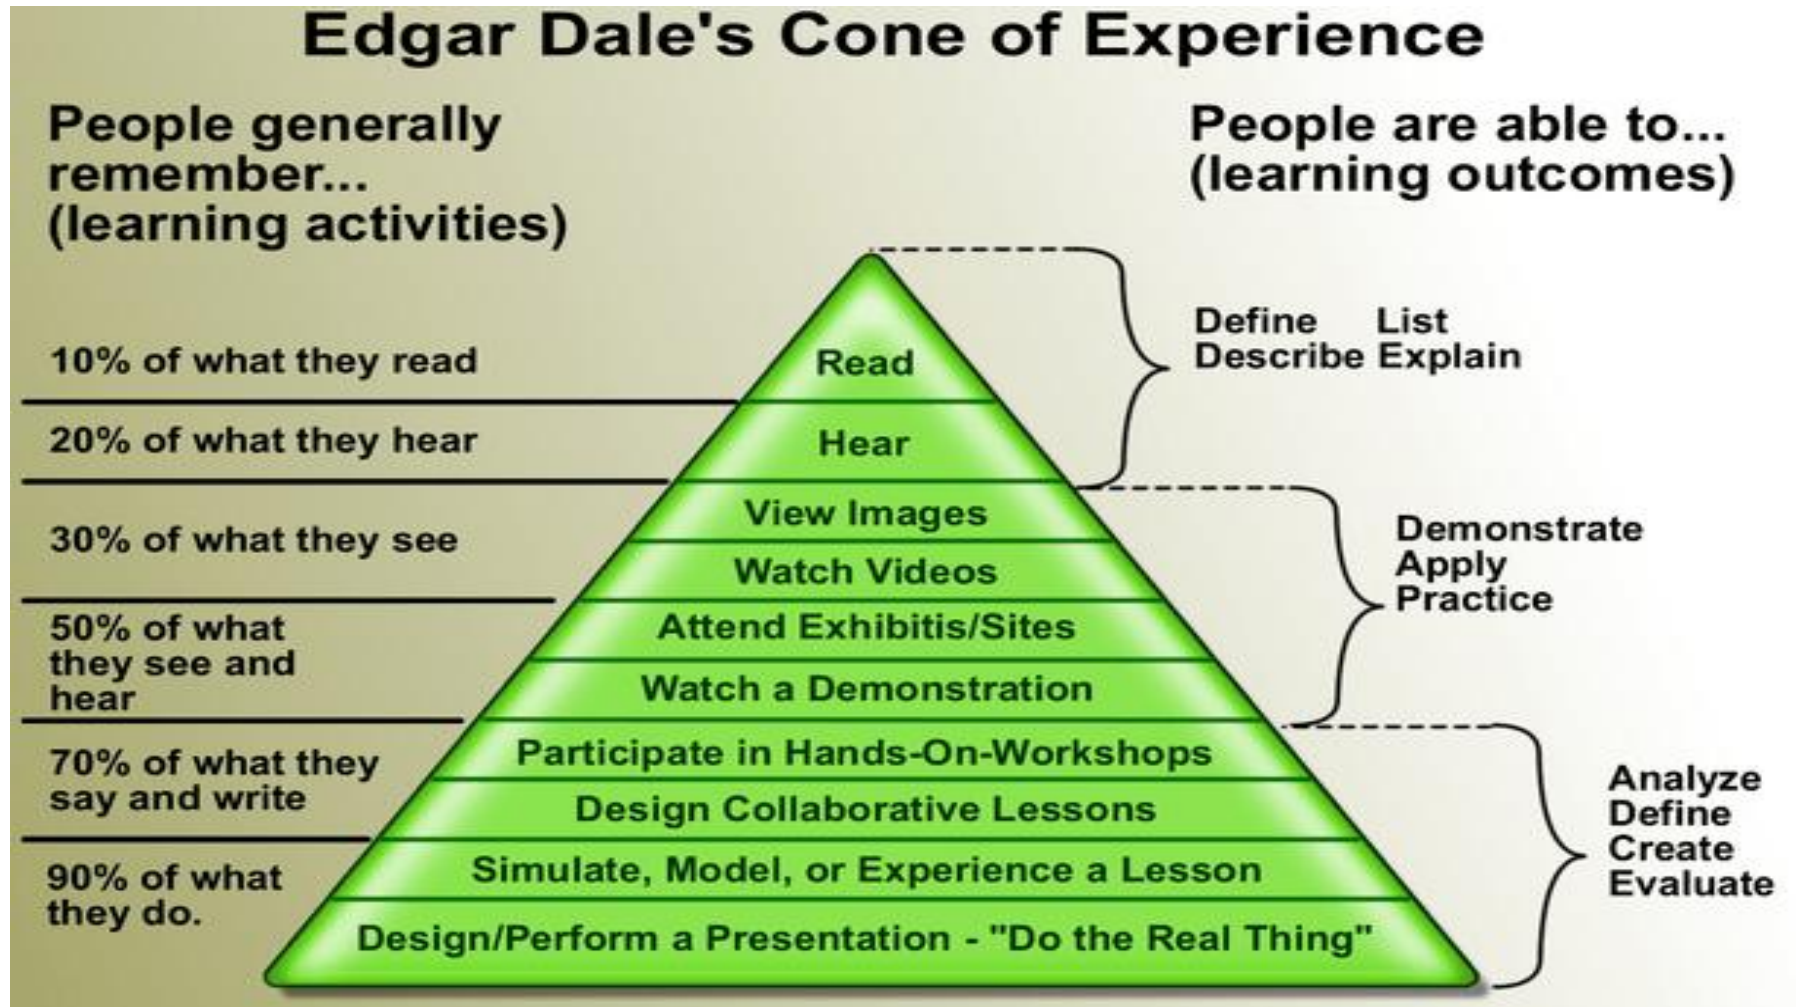 Edgar Dale's Cone of Experience
People generally
remember...
(learning activities)
People are able to...
(learning outcomes)
10% of what they read
20% of what they hear
30% of what they see
50% of what
they see and
hear
70% of what they
say and write
90% of what
they do.
Read
Hear
View Images
Watch Videos
Attend Exhibitis/Sites
Watch a Demonstration
Participate in Hands-On-Workshops
Design Collaborative Lessons
Simulate, Model, or Experience a Lesson
Design/Perform a Presentation - "Do the Real Thing"
Define List
Describe Explain
Demonstrate
Apply
Practice
Analyze
Define
Create
Evaluate